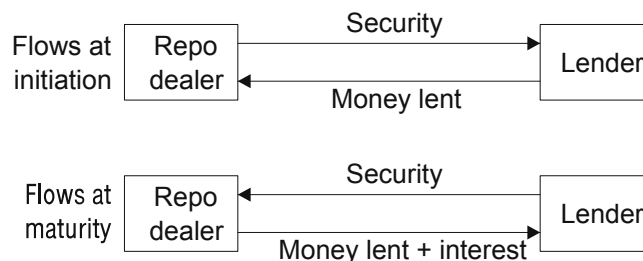 Flows at
initiation
Repo
dealer
Security
Money lent
Lender
Flows at
maturity
Repo
dealer
Security
Money lent + interest
Lender